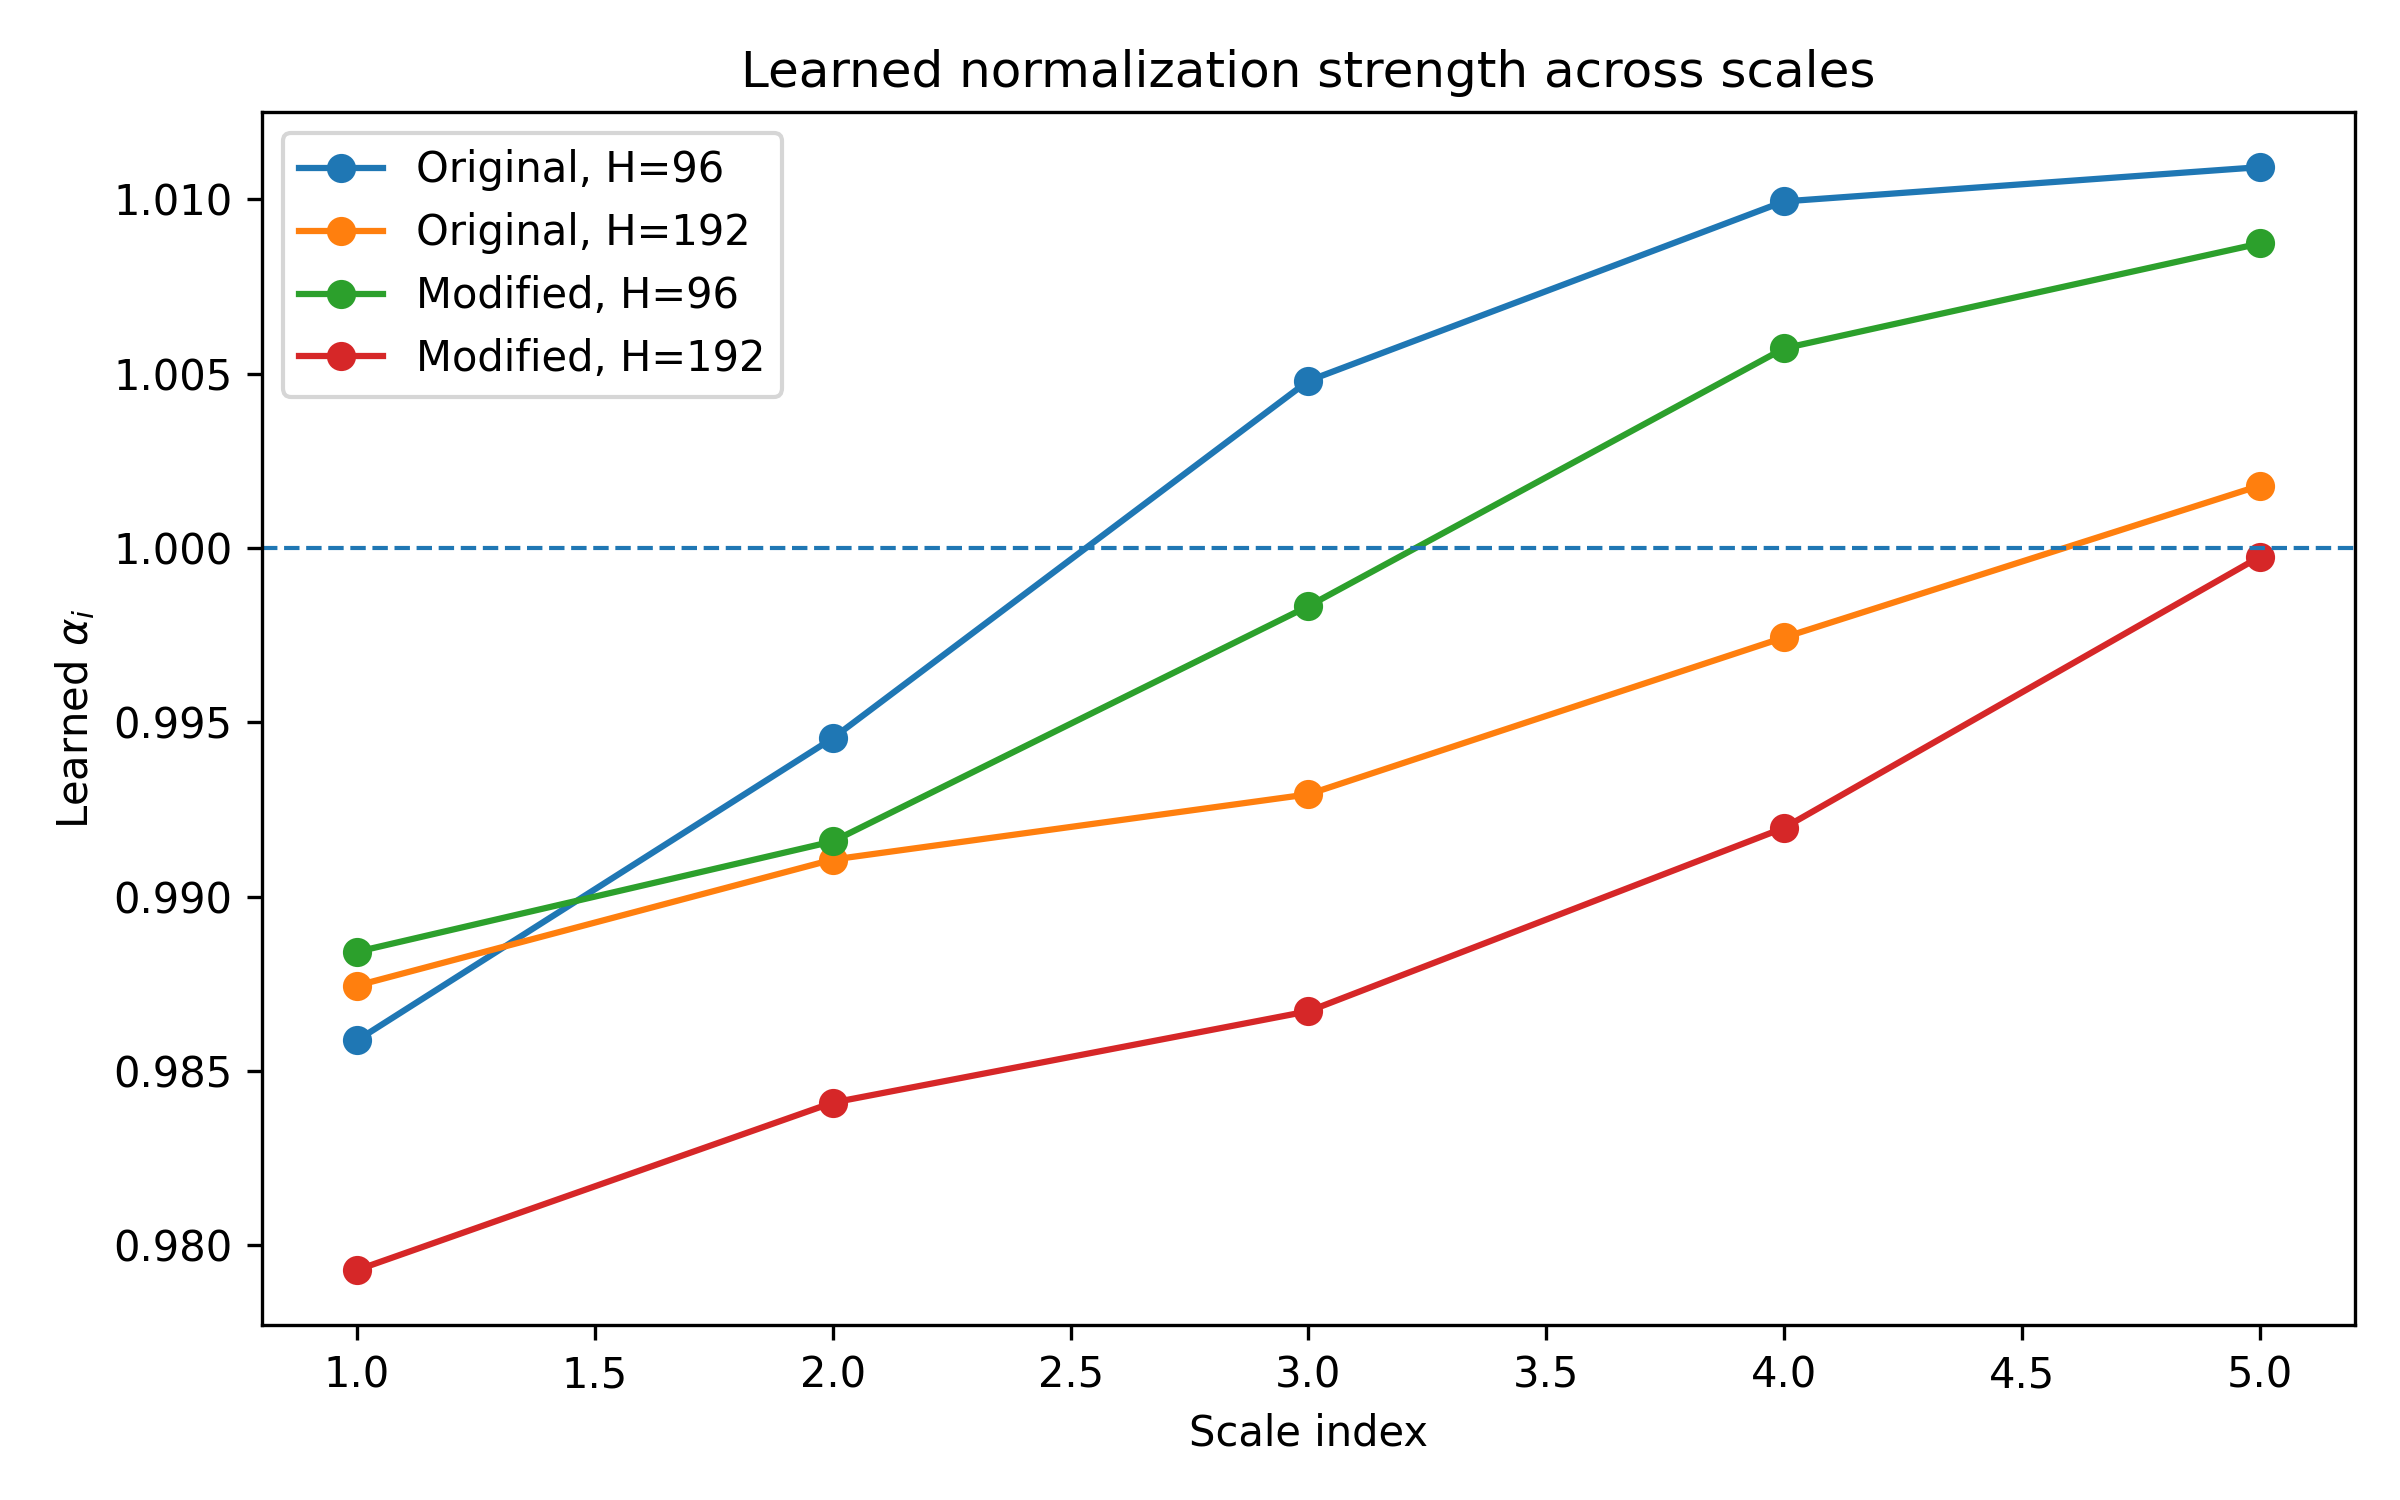 Learned normalization strength across scales
Original, H=96
Original, H=192
Modified, H=96
Modified, H=192
1.010
1.005
1.000
0.995
0.990
0.985
0.980
Learned αᵢ
1.0 1.5 2.0 2.5 3.0 3.5 4.0 4.5 5.0
Scale index